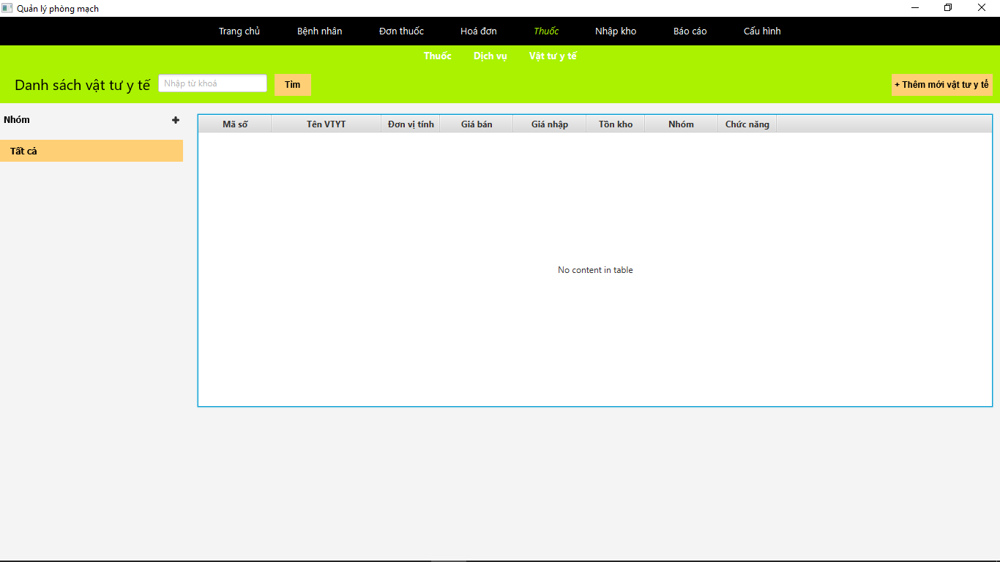 Quản lý phòng mạch
Trang chủ Bệnh nhân Đơn thuốc Hoá đơn Thuốc Nhập kho Báo cáo Cấu hình
Thuốc Dịch vụ Vật tư y tế
Danh sách vật tư y tế Nhập từ khoá Tìm + Thêm mới vật tư y tế
Nhóm
Tất cả
Mã số Tên VTYT Đơn vị tính Giá bán Giá nhập Tồn kho Nhóm Chức năng
No content in table